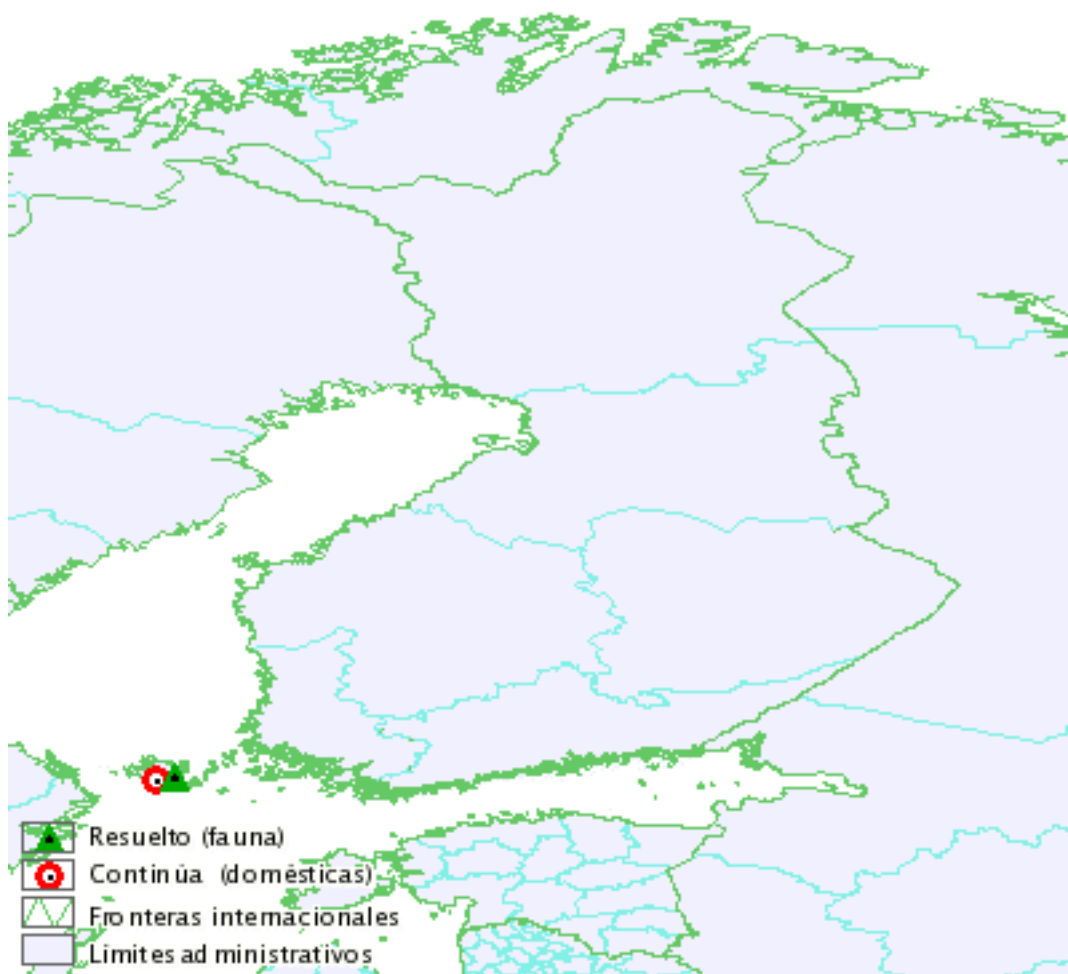 Resuelto (fauna)
Continúa (domésticas)
Fronteras internacionales
Límites administrativos